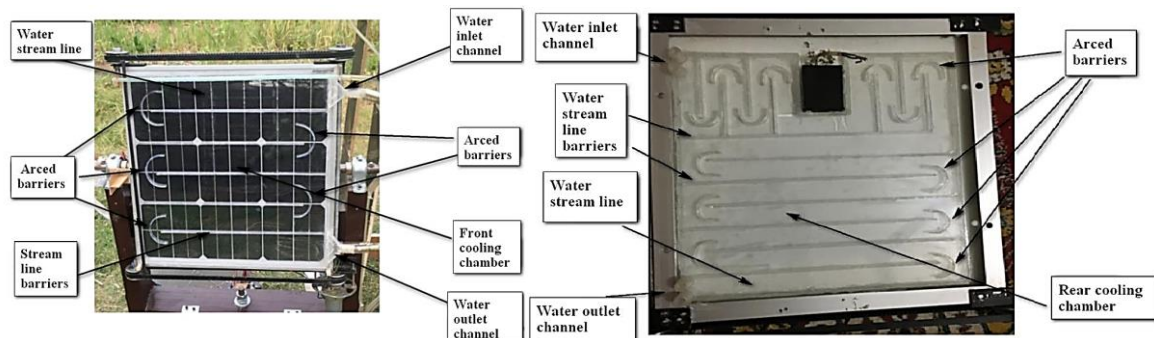 Water
stream line
Water
inlet
channel
Arced
barriers
Arced
barriers
Stream
line
barriers
Front
cooling
chamber
Water
outlet
channel
Water inlet
channel
Arced
barriers
Water
stream
line
barriers
Water
stream line
Water outlet
channel
Rear cooling
chamber